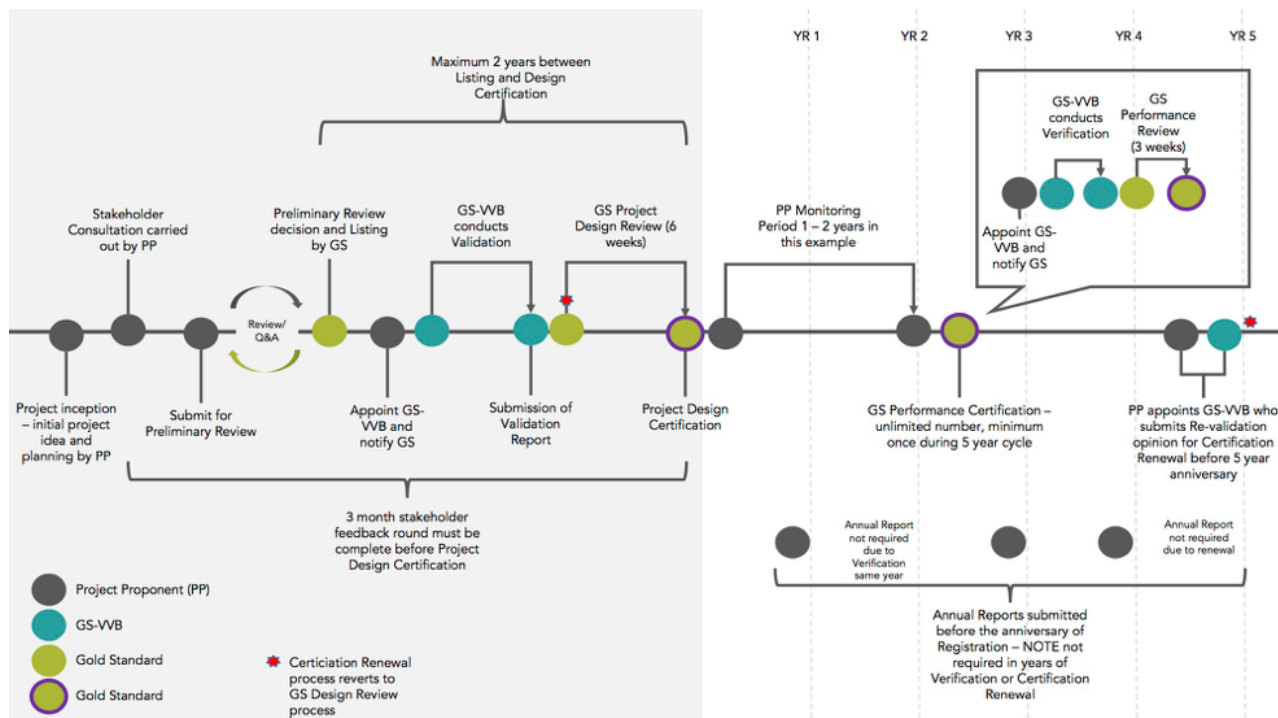 YR 1
YR 2
YR 3
YR 4
YR 5
Maximum 2 years between
Listing and Design
Certification
GS-VVB
conducts
Verification
GS
Performance
Review
(3 weeks)
Appoint GS-
VVB and
notify GS
Stakeholder
Consultation carried
out by PP
Preliminary Review
decision and Listing
by GS
GS-VVB
conducts
Validation
GS Project
Design Review (6
weeks)
PP Monitoring
Period 1 – 2 years in
this example
Review/
Q&A
Project inception
– initial project
idea and
planning by PP
Submit for
Preliminary Review
Appoint GS-
VVB and
notify GS
Submission of
Validation
Report
Project Design
Certification
GS Performance Certification –
unlimited number, minimum
once during 5 year cycle
PP appoints GS-VVB who
submits Re-validation
opinion for Certification
Renewal before 5 year
anniversary
3 month stakeholder
feedback round must be
complete before Project
Design Certification
Annual Report
not required
due to
Verification
same year
Annual Report
not required
due to renewal
Annual Reports submitted
before the anniversary of
Registration – NOTE not
required in years of
Verification or Certification
Renewal
Project Proponent (PP)
GS-VVB
Gold Standard
Gold Standard
Certiciation Renewal
process reverts to
GS Design Review
process